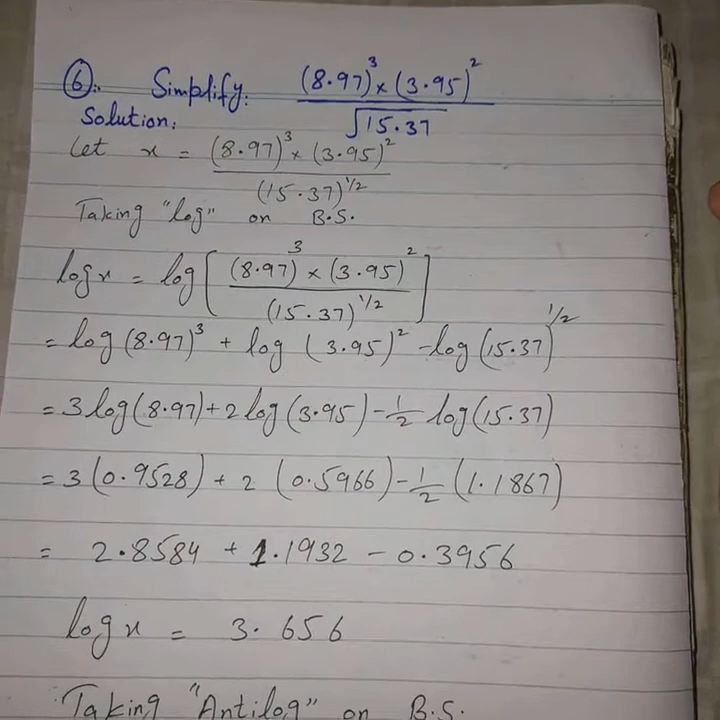 6. Simplify: (8.97)³ × (3.95)² / √15.37
Solution:
Let x = (8.97)³ × (3.95)² / (15.37)^1/2
Taking "log" on B.S.
log x = log [ (8.97)³ × (3.95)² / (15.37)^1/2 ]
= log (8.97)³ + log (3.95)² - log (15.37)^1/2
= 3 log (8.97) + 2 log (3.95) - 1/2 log (15.37)
= 3 (0.9528) + 2 (0.5966) - 1/2 (1.1867)
= 2.8584 + 1.1932 - 0.3956
log x = 3.656
Taking "Antilog" on B.S.